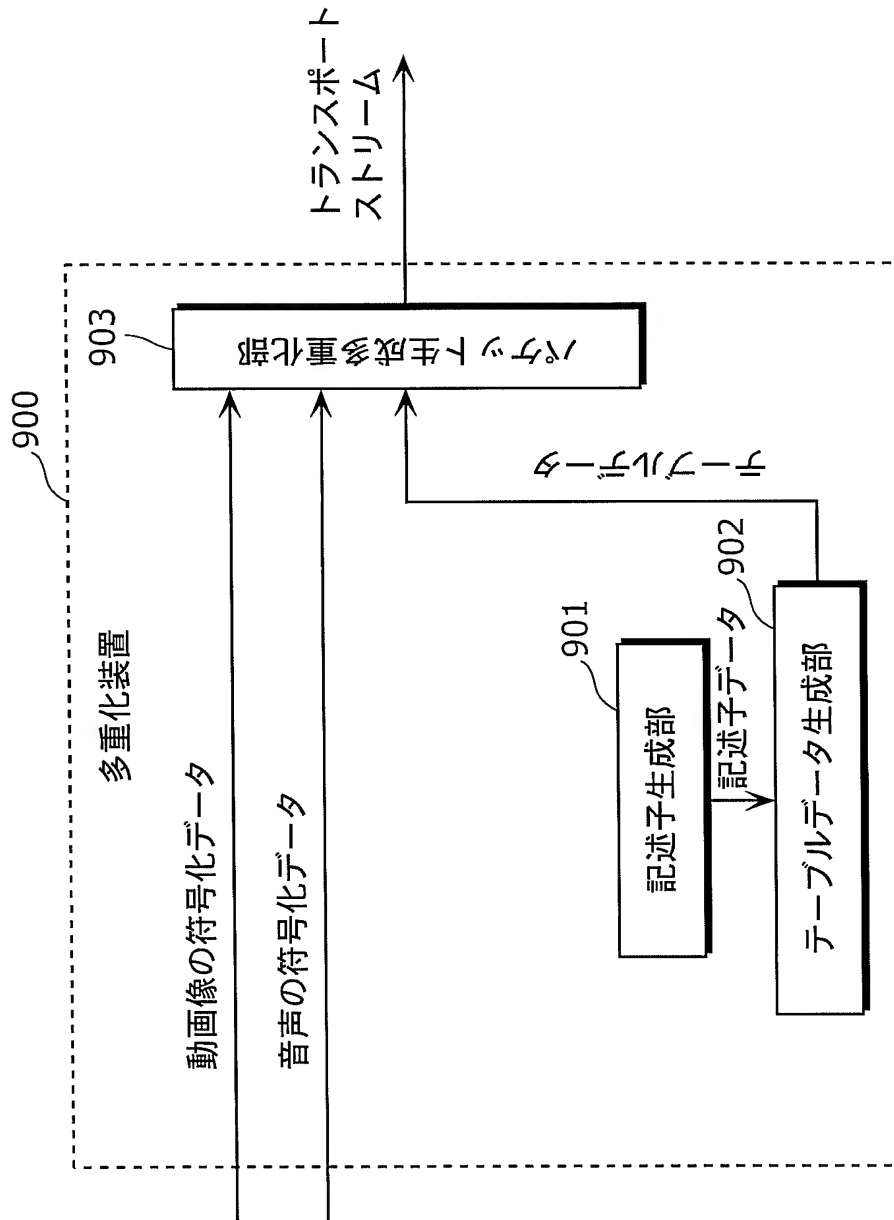 900
多重化装置
動画像の符号化データ
音声の符号化データ
903
パケット生成多重化部
トランスポート
ストリーム
901
記述子生成部
記述子データ
902
テーブルデータ生成部
テーブルデータ